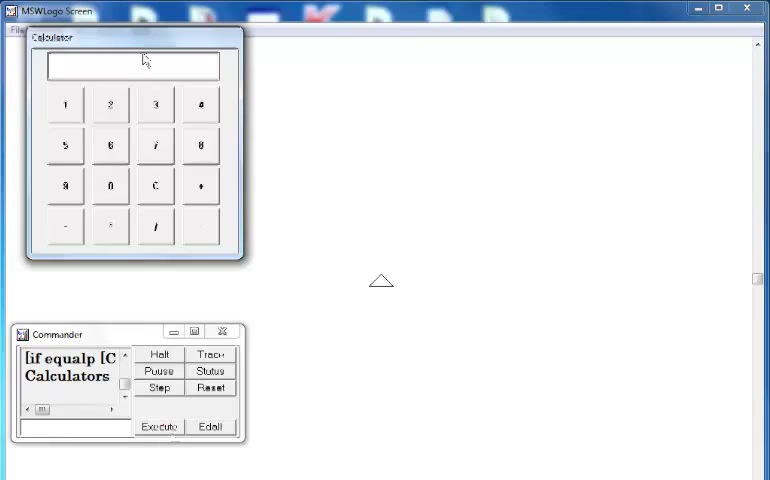 MSWLogo Screen
File
Calculator
1 2 3 4
5 6 7 8
9 0 C +
- * /
Commander
[if equalp [C
Calculators
Halt Trace
Pause Status
Step Reset
Execute Edall